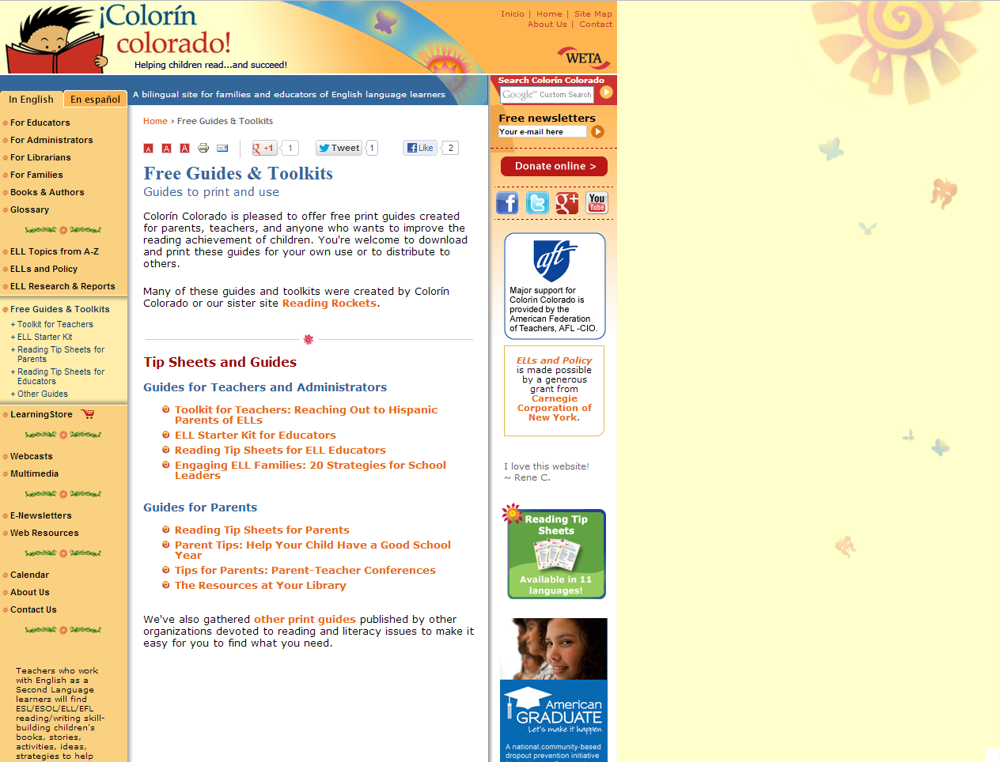 ¡Colorín
colorado!
Helping children read...and succeed!
Inicio | Home | Site Map
About Us | Contact
WETA
In English
En español
A bilingual site for families and educators of English language learners
Search Colorín Colorado
Google™ Custom Search
Free newsletters
Your e-mail here
Donate online >
For Educators
For Administrators
For Librarians
For Families
Books & Authors
Glossary
ELL Topics from A-Z
ELLs and Policy
ELL Research & Reports
Free Guides & Toolkits
+ Toolkit for Teachers
+ ELL Starter Kit
+ Reading Tip Sheets for
Parents
+ Reading Tip Sheets for
Educators
+ Other Guides
LearningStore
Webcasts
Multimedia
E-Newsletters
Web Resources
Calendar
About Us
Contact Us
Teachers who work
with English as a
Second Language
learners will find
ESL/ESOL/ELL/EFL
reading/writing skill-
building children's
books, stories,
activities, ideas,
strategies to help
Home > Free Guides & Toolkits
A A A g +1 1 Tweet 1 f Like 2
Free Guides & Toolkits
Guides to print and use
Colorín Colorado is pleased to offer free print guides created
for parents, teachers, and anyone who wants to improve the
reading achievement of children. You're welcome to download
and print these guides for your own use or to distribute to
others.
Many of these guides and toolkits were created by Colorín
Colorado or our sister site Reading Rockets.
Tip Sheets and Guides
Guides for Teachers and Administrators
Toolkit for Teachers: Reaching Out to Hispanic
Parents of ELLs
ELL Starter Kit for Educators
Reading Tip Sheets for ELL Educators
Engaging ELL Families: 20 Strategies for School
Leaders
Guides for Parents
Reading Tip Sheets for Parents
Parent Tips: Help Your Child Have a Good School
Year
Tips for Parents: Parent-Teacher Conferences
The Resources at Your Library
We've also gathered other print guides published by other
organizations devoted to reading and literacy issues to make it
easy for you to find what you need.
f t g+ You Tube
aft
Major support for
Colorín Colorado is
provided by the
American Federation
of Teachers, AFL -CIO.
ELLs and Policy
is made possible
by a generous
grant from
Carnegie
Corporation of
New York.
I love this website!
~ Rene C.
Reading Tip
Sheets
Available in 11
languages!
American
GRADUATE
Let's make it happen
A national,community-based
dropout prevention initiative